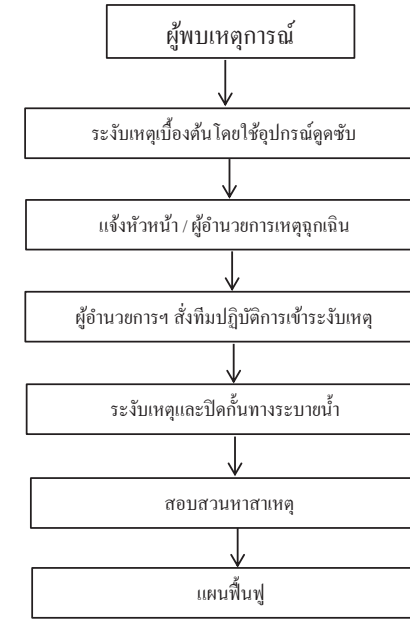 ผู้พบเหตุการณ์
ระงับเหตุเบื้องต้นโดยใช้อุปกรณ์ดูดซับ
แจ้งหัวหน้า / ผู้อำนวยการเหตุฉุกเฉิน
ผู้อำนวยการฯ สั่งทีมปฏิบัติการเข้าระงับเหตุ
ระงับเหตุและปิดกั้นทางระบายน้ำ
สอบสวนหาสาเหตุ
แผนฟื้นฟู